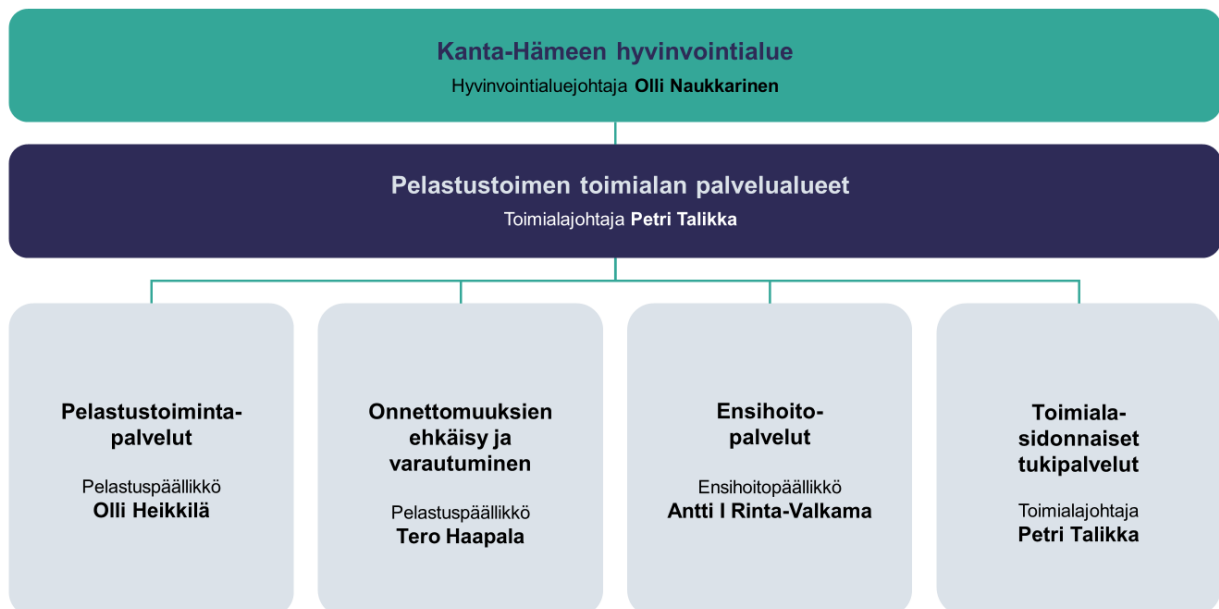 Kanta-Hämeen hyvinvointialue
Hyvinvointialuejohtaja Olli Naukkarinen
Pelastustoimen toimialan palvelualueet
Toimialajohtaja Petri Talikka
Pelastustoiminta-
palvelut
Pelastuspäällikkö
Olli Heikkilä
Onnettomuuksien
ehkäisy ja
varautuminen
Pelastuspäällikkö
Tero Haapala
Ensihoito-
palvelut
Ensihoitopäällikkö
Antti I Rinta-Valkama
Toimiala-
sidonnaiset
tukipalvelut
Toimialajohtaja
Petri Talikka